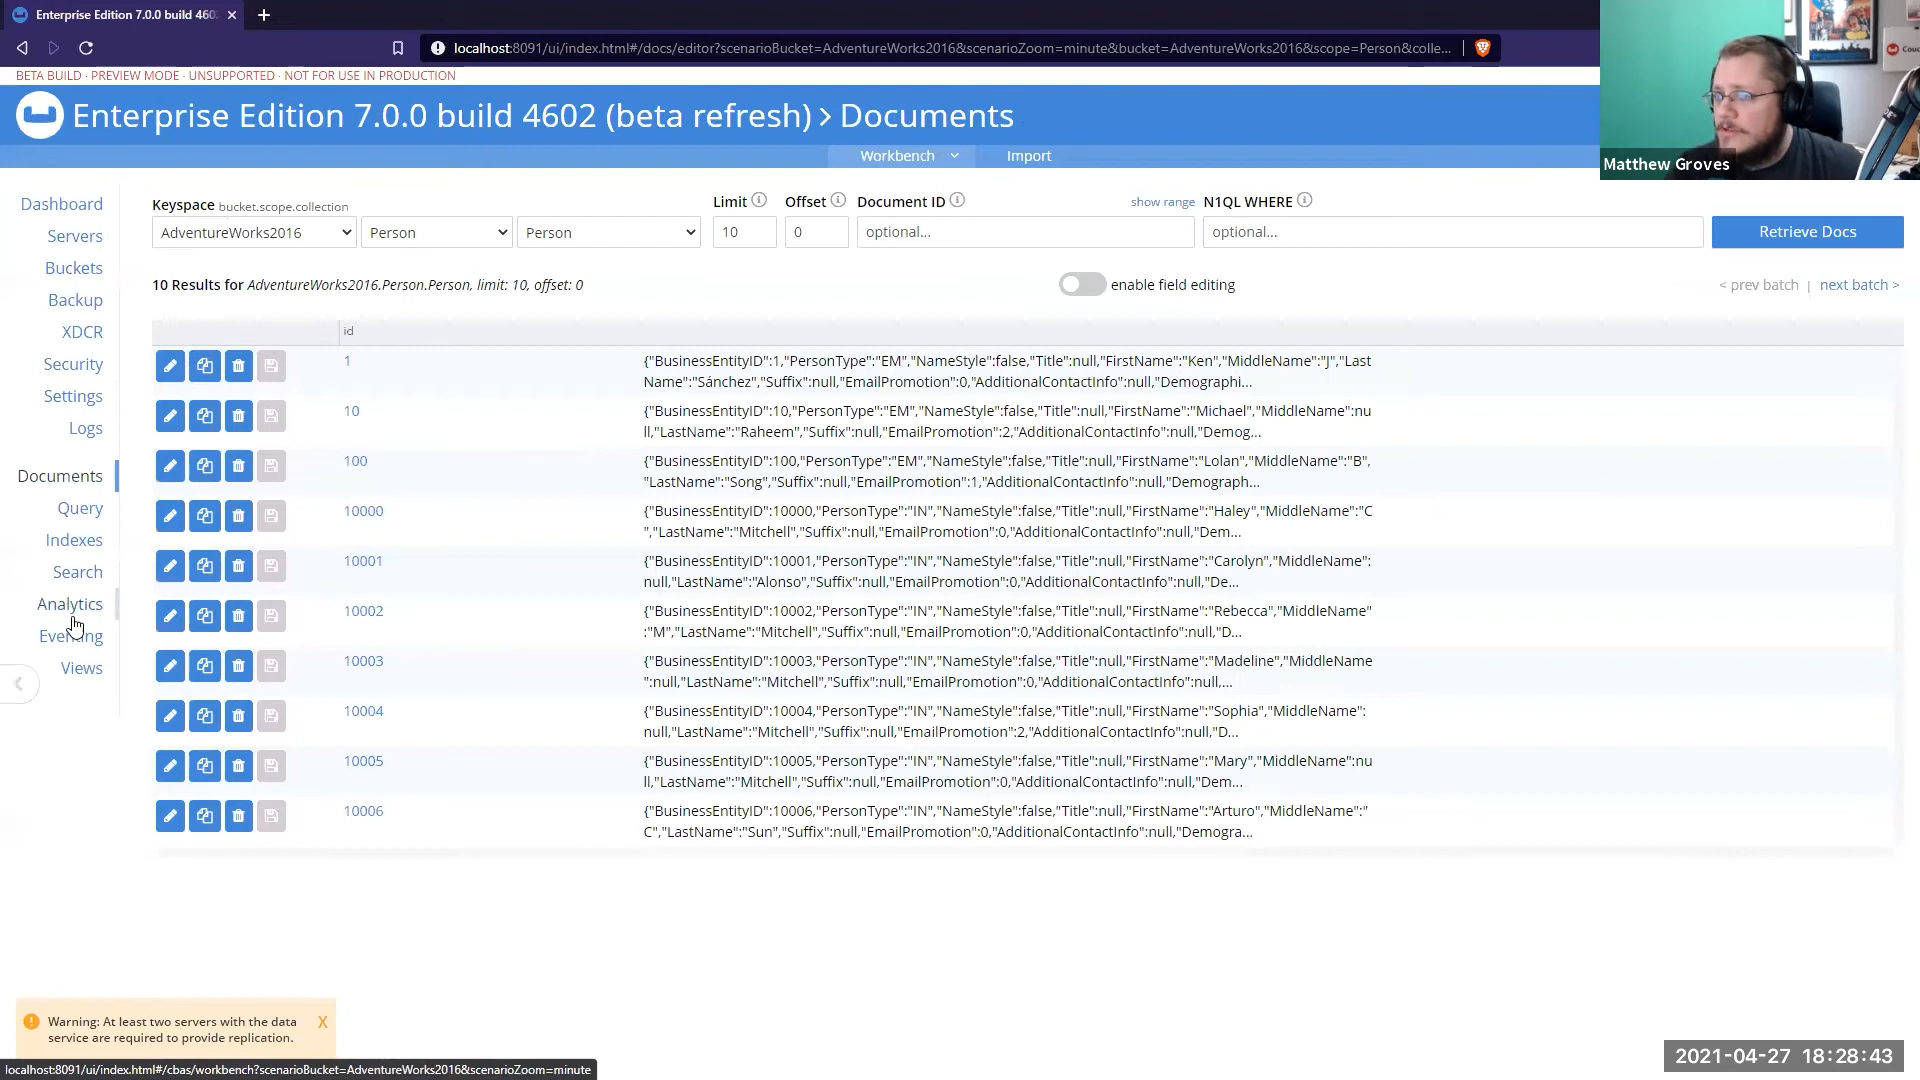 Enterprise Edition 7.0.0 build 460
localhost:8091/ui/index.html#/docs/editor?scenarioBucket=AdventureWorks2016&scenarioZoom=minute&bucket=AdventureWorks2016&scope=Person&colle...
BETA BUILD · PREVIEW MODE · UNSUPPORTED · NOT FOR USE IN PRODUCTION
Enterprise Edition 7.0.0 build 4602 (beta refresh) > Documents
Workbench
Import
Matthew Groves
Dashboard
Servers
Buckets
Backup
XDCR
Security
Settings
Logs
Documents
Query
Indexes
Search
Analytics
Eventing
Views
Keyspace bucket.scope.collection
Limit
Offset
Document ID
show range
N1QL WHERE
AdventureWorks2016
Person
Person
10
0
optional...
optional...
Retrieve Docs
10 Results for AdventureWorks2016.Person.Person, limit: 10, offset: 0
enable field editing
< prev batch | next batch >
id
1
{"BusinessEntityID":1,"PersonType":"EM","NameStyle":false,"Title":null,"FirstName":"Ken","MiddleName":"J","Last
Name":"Sánchez","Suffix":null,"EmailPromotion":0,"AdditionalContactInfo":null,"Demographi...
10
{"BusinessEntityID":10,"PersonType":"EM","NameStyle":false,"Title":null,"FirstName":"Michael","MiddleName":nu
ll,"LastName":"Raheem","Suffix":null,"EmailPromotion":2,"AdditionalContactInfo":null,"Demog...
100
{"BusinessEntityID":100,"PersonType":"EM","NameStyle":false,"Title":null,"FirstName":"Lolan","MiddleName":"B",
"LastName":"Song","Suffix":null,"EmailPromotion":1,"AdditionalContactInfo":null,"Demograph...
10000
{"BusinessEntityID":10000,"PersonType":"IN","NameStyle":false,"Title":null,"FirstName":"Haley","MiddleName":"C
","LastName":"Mitchell","Suffix":null,"EmailPromotion":0,"AdditionalContactInfo":null,"Dem...
10001
{"BusinessEntityID":10001,"PersonType":"IN","NameStyle":false,"Title":null,"FirstName":"Carolyn","MiddleName":
null,"LastName":"Alonso","Suffix":null,"EmailPromotion":0,"AdditionalContactInfo":null,"De...
10002
{"BusinessEntityID":10002,"PersonType":"IN","NameStyle":false,"Title":null,"FirstName":"Rebecca","MiddleName"
:"M","LastName":"Mitchell","Suffix":null,"EmailPromotion":0,"AdditionalContactInfo":null,"D...
10003
{"BusinessEntityID":10003,"PersonType":"IN","NameStyle":false,"Title":null,"FirstName":"Madeline","MiddleName
":null,"LastName":"Mitchell","Suffix":null,"EmailPromotion":0,"AdditionalContactInfo":null,...
10004
{"BusinessEntityID":10004,"PersonType":"IN","NameStyle":false,"Title":null,"FirstName":"Sophia","MiddleName":
null,"LastName":"Mitchell","Suffix":null,"EmailPromotion":2,"AdditionalContactInfo":null,"D...
10005
{"BusinessEntityID":10005,"PersonType":"IN","NameStyle":false,"Title":null,"FirstName":"Mary","MiddleName":nu
ll,"LastName":"Mitchell","Suffix":null,"EmailPromotion":0,"AdditionalContactInfo":null,"Dem...
10006
{"BusinessEntityID":10006,"PersonType":"IN","NameStyle":false,"Title":null,"FirstName":"Arturo","MiddleName":"
C","LastName":"Sun","Suffix":null,"EmailPromotion":0,"AdditionalContactInfo":null,"Demogra...
Warning: At least two servers with the data
service are required to provide replication.
X
localhost:8091/ui/index.html#/cbas/workbench?scenarioBucket=AdventureWorks2016&scenarioZoom=minute
2021-04-27 18:28:43